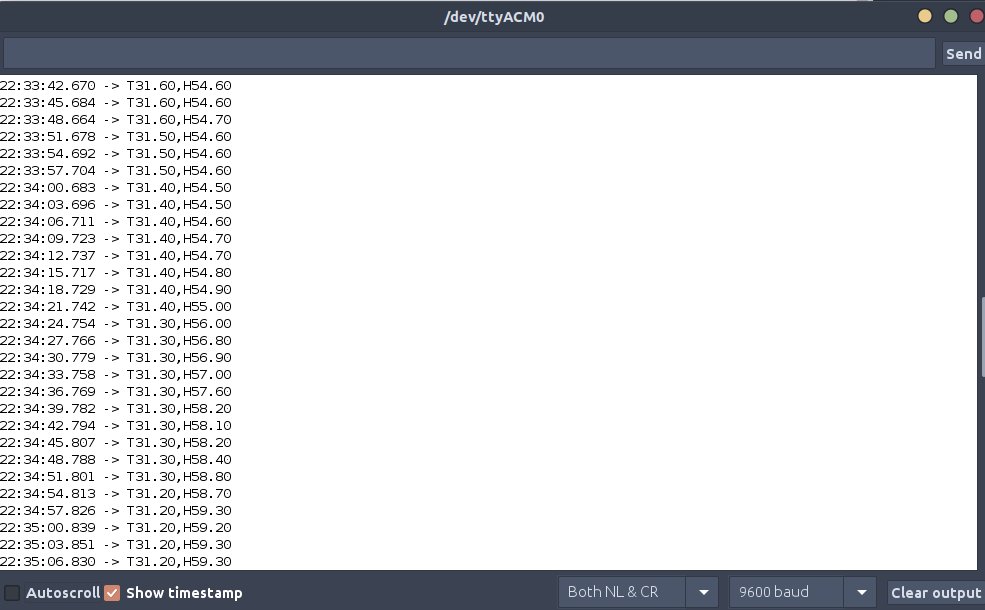 /dev/ttyACM0
Send
22:33:42.670 -> T31.60,H54.60
22:33:45.684 -> T31.60,H54.60
22:33:48.664 -> T31.60,H54.70
22:33:51.678 -> T31.50,H54.60
22:33:54.692 -> T31.50,H54.60
22:33:57.704 -> T31.50,H54.60
22:34:00.683 -> T31.40,H54.50
22:34:03.696 -> T31.40,H54.50
22:34:06.711 -> T31.40,H54.60
22:34:09.723 -> T31.40,H54.70
22:34:12.737 -> T31.40,H54.70
22:34:15.717 -> T31.40,H54.80
22:34:18.729 -> T31.40,H54.90
22:34:21.742 -> T31.40,H55.00
22:34:24.754 -> T31.30,H56.00
22:34:27.766 -> T31.30,H56.80
22:34:30.779 -> T31.30,H56.90
22:34:33.758 -> T31.30,H57.00
22:34:36.769 -> T31.30,H57.60
22:34:39.782 -> T31.30,H58.20
22:34:42.794 -> T31.30,H58.10
22:34:45.807 -> T31.30,H58.20
22:34:48.788 -> T31.30,H58.40
22:34:51.801 -> T31.30,H58.80
22:34:54.813 -> T31.20,H58.70
22:34:57.826 -> T31.20,H59.30
22:35:00.839 -> T31.20,H59.20
22:35:03.851 -> T31.20,H59.30
22:35:06.830 -> T31.20,H59.30
Autoscroll Show timestamp Both NL & CR 9600 baud Clear output